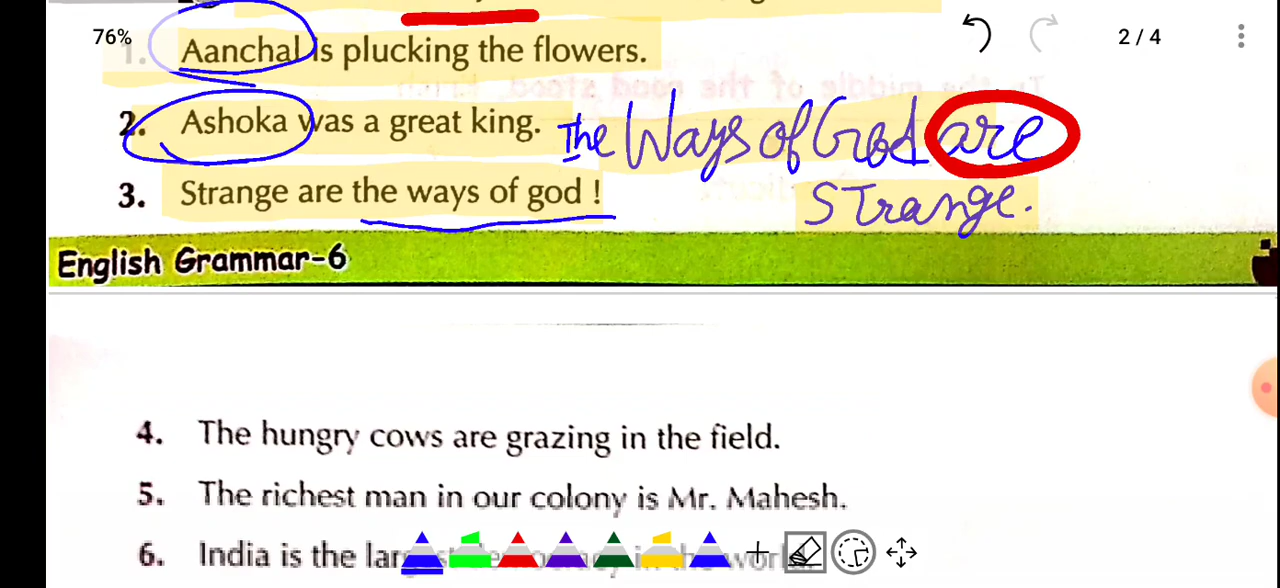 76%
2 / 4
1. Aanchal is plucking the flowers.
2. Ashoka was a great king.
The Ways of God are
3. Strange are the ways of god !
STrange.
English Grammar-6
4. The hungry cows are grazing in the field.
5. The richest man in our colony is Mr. Mahesh.
6. India is the